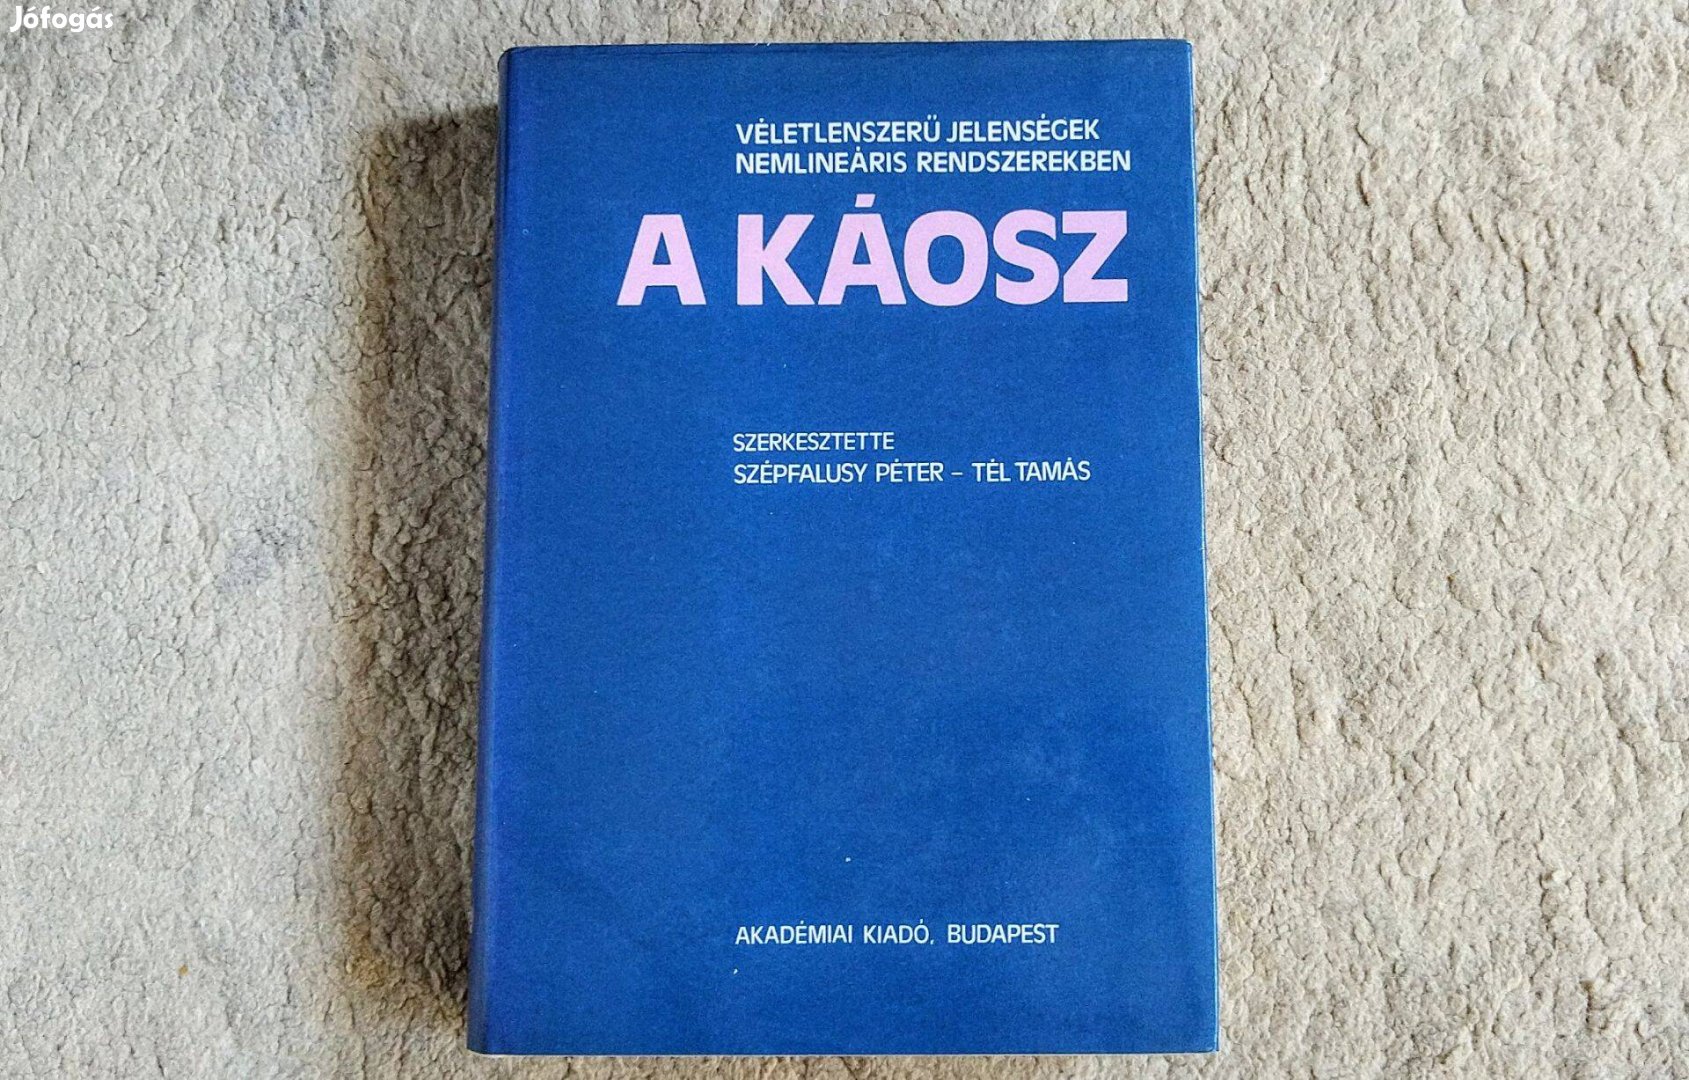 Jófogás
VÉLETLENSZERŰ JELENSÉGEK
NEMLINEÁRIS RENDSZEREKBEN
A KÁOSZ
SZERKESZTETTE
SZÉPFALUSY PÉTER – TÉL TAMÁS
AKADÉMIAI KIADÓ, BUDAPEST